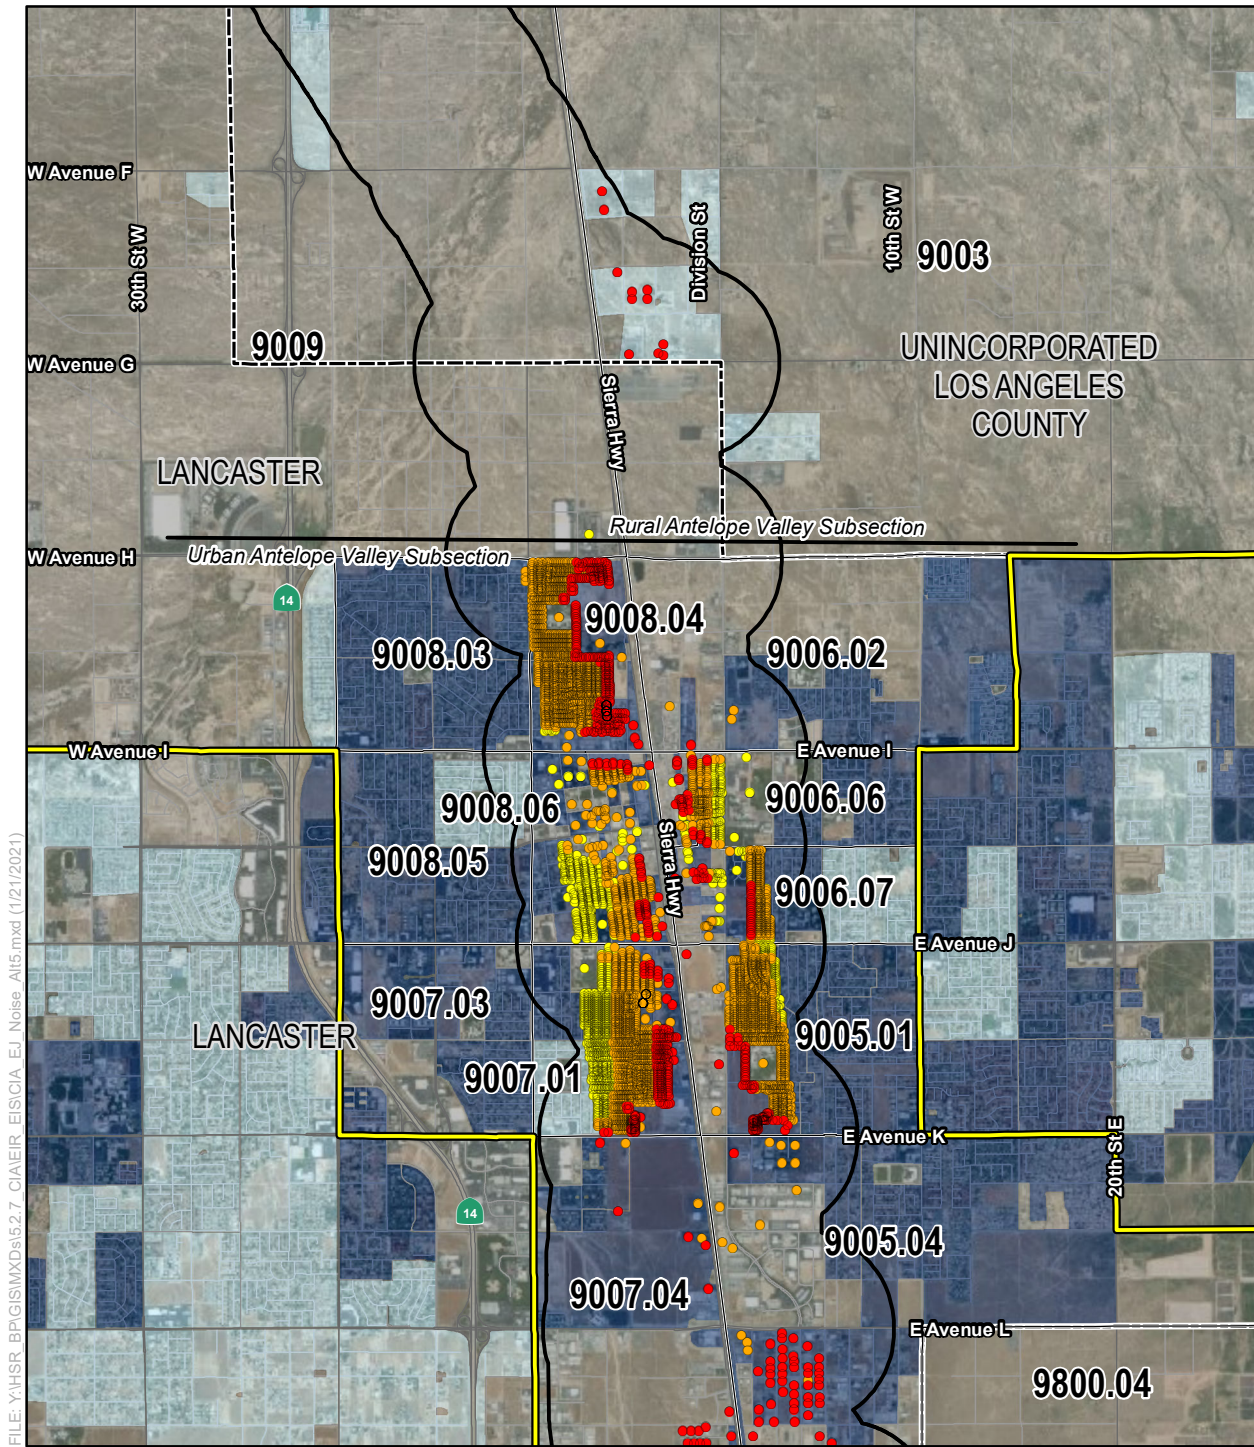 W Avenue F
30th St W
Division St
10th St W
9003
9009
W Avenue G
UNINCORPORATED
LOS ANGELES
COUNTY
Sierra Hwy
LANCASTER
Rural Antelope Valley Subsection
W Avenue H
Urban Antelope Valley Subsection
14
9008.04
9008.03
9006.02
W Avenue I
E Avenue I
9008.06
9006.06
Sierra Hwy
9008.05
9006.07
E Avenue J
9007.03
LANCASTER
9005.01
9007.01
E Avenue K
20th St E
14
9005.04
9007.04
E Avenue L
9800.04
FILE: Y:\HSR_BP\GIS\MXDs\5.2.7_CIA\EIR_EIS\CIA_EJ_Noise_Alt5.mxd (1/21/2021)